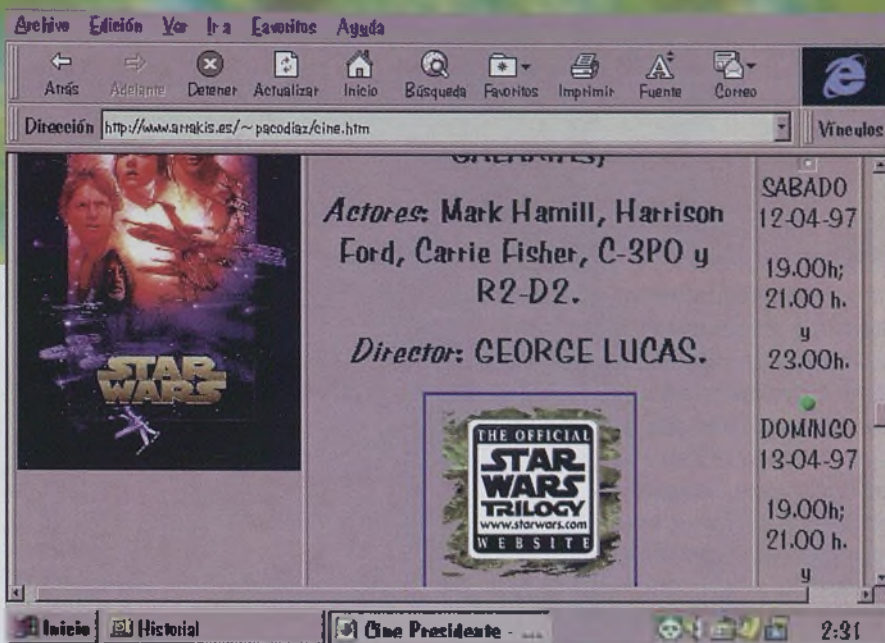 Archivo Edición Ver Ir a Favoritos Ayuda
Atrás Adelante Detener Actualizar Inicio Búsqueda Favoritos Imprimir Fuente Correo
Dirección http://www.arrakis.es/~pacodiaz/cine.htm Vínculos
STAR
WARS
Actores: Mark Hamill, Harrison
Ford, Carrie Fisher, C-3PO y
R2-D2.
Director: GEORGE LUCAS.
THE OFFICIAL
STAR
WARS
TRILOGY
www.starwars.com
WEBSITE
SABADO
12-04-97
19.00h;
21.00 h.
y
23.00h.
DOMINGO
13-04-97
19.00h;
21.00 h.
y
Inicio Historial Cine Presidente - ... 2:31